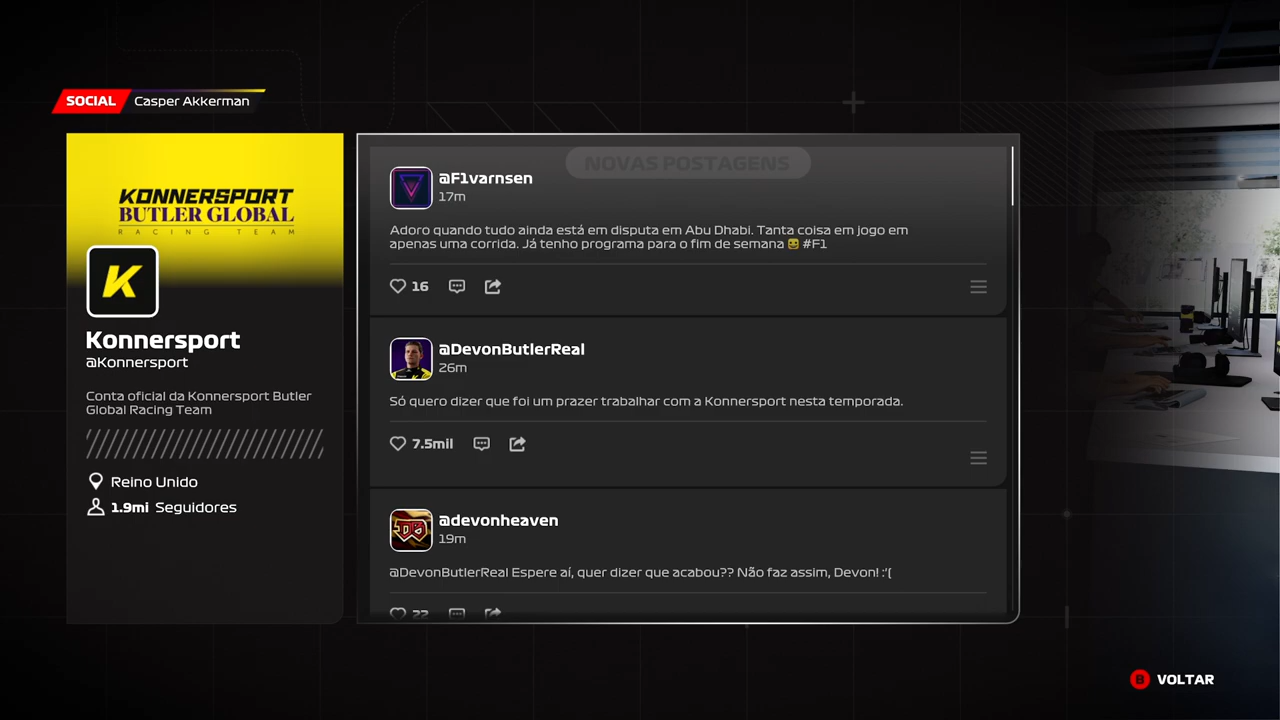 SOCIAL Casper Akkerman
KONNERSPORT
BUTLER GLOBAL
RACING TEAM
K
Konnersport
@Konnersport
Conta oficial da Konnersport Butler
Global Racing Team
Reino Unido
1.9mi Seguidores
NOVAS POSTAGENS
@F1varnsen
17m
Adoro quando tudo ainda está em disputa em Abu Dhabi. Tanta coisa em jogo em
apenas uma corrida. Já tenho programa para o fim de semana 😆 #F1
16
@DevonButlerReal
26m
Só quero dizer que foi um prazer trabalhar com a Konnersport nesta temporada.
7.5mil
@devonheaven
19m
@DevonButlerReal Espere aí, quer dizer que acabou?? Não faz assim, Devon! :'(
22
B VOLTAR